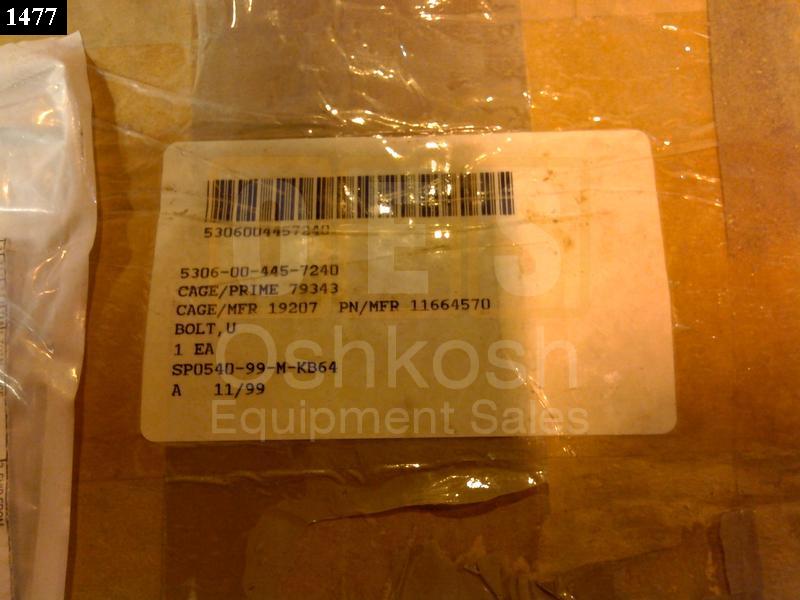 1477
5306004457240
5306-00-445-7240
CAGE/PRIME 79343
CAGE/MFR 19207 PN/MFR 11664570
BOLT,U
1 EA
SP0540-99-M-KB64
A 11/99
OES
Oshkosh
Equipment Sales